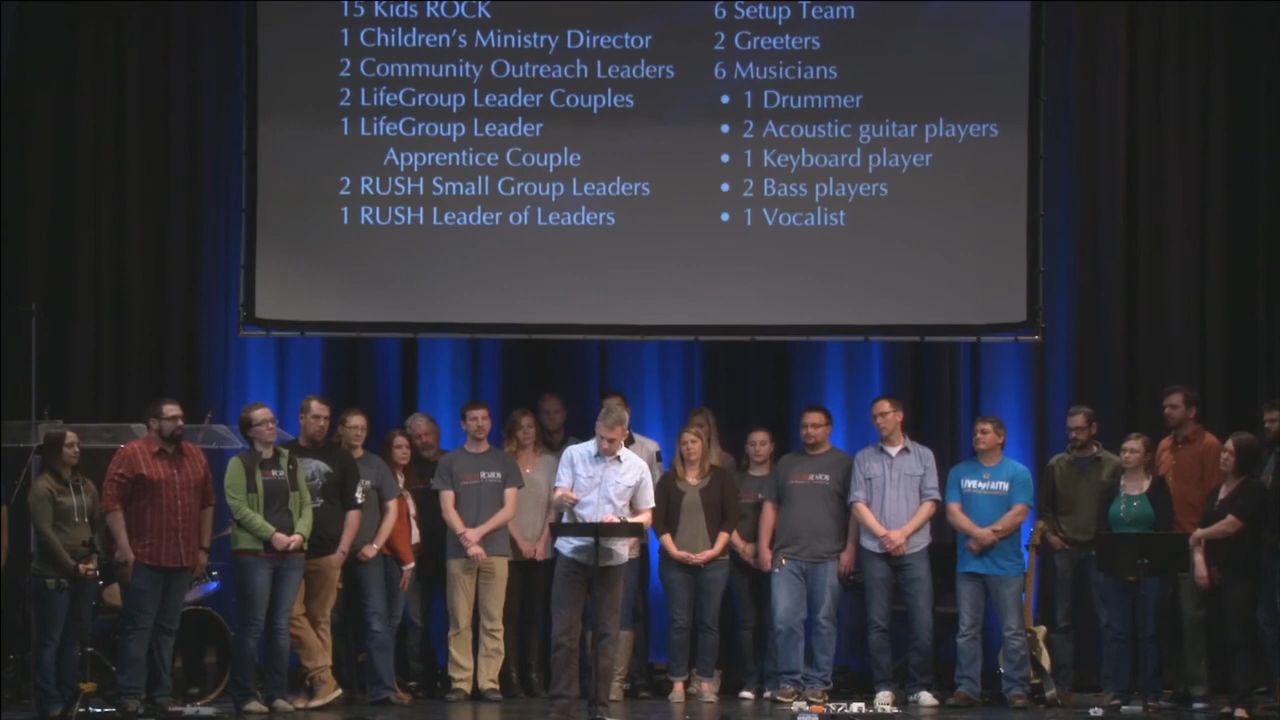 15 Kids ROCK
1 Children's Ministry Director
2 Community Outreach Leaders
2 LifeGroup Leader Couples
1 LifeGroup Leader
Apprentice Couple
2 RUSH Small Group Leaders
1 RUSH Leader of Leaders
6 Setup Team
2 Greeters
6 Musicians
• 1 Drummer
• 2 Acoustic guitar players
• 1 Keyboard player
• 2 Bass players
• 1 Vocalist
LIVE by FAITH